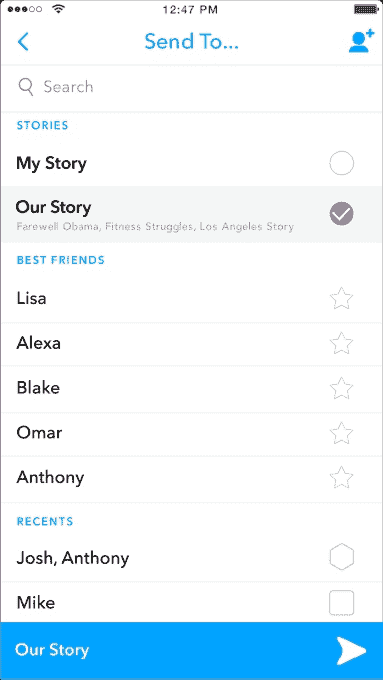 12:47 PM
Send To...
Search
STORIES
My Story
Our Story
Farewell Obama, Fitness Struggles, Los Angeles Story
BEST FRIENDS
Lisa
Alexa
Blake
Omar
Anthony
RECENTS
Josh, Anthony
Mike
Our Story